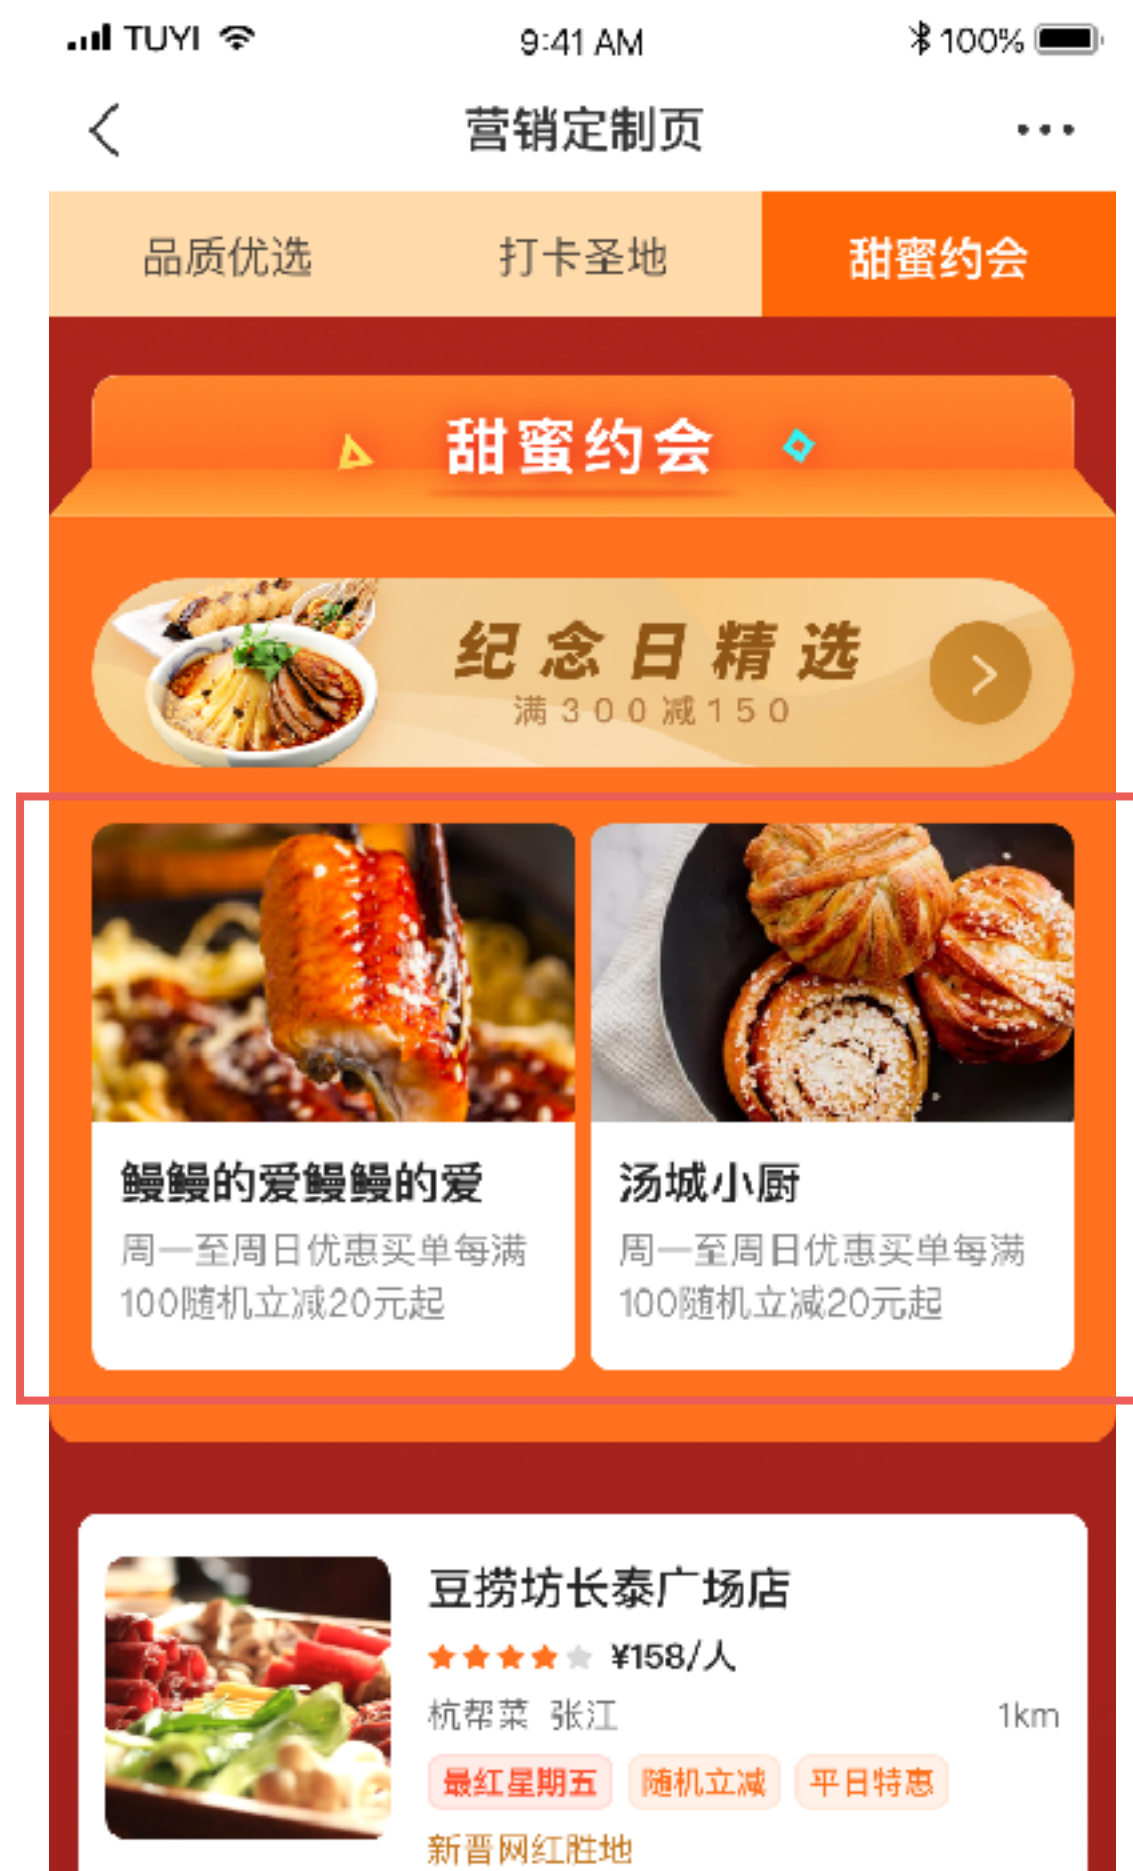 TUYI 9:41 AM 100%
营销定制页
品质优选 打卡圣地 甜蜜约会
甜蜜约会
纪念日精选
满300减150
鳗鳗的爱鳗鳗的爱
周一至周日优惠买单每满
100随机立减20元起
汤城小厨
周一至周日优惠买单每满
100随机立减20元起
豆捞坊长泰广场店
¥158/人
杭帮菜 张江 1km
最红星期五 随机立减 平日特惠
新晋网红胜地